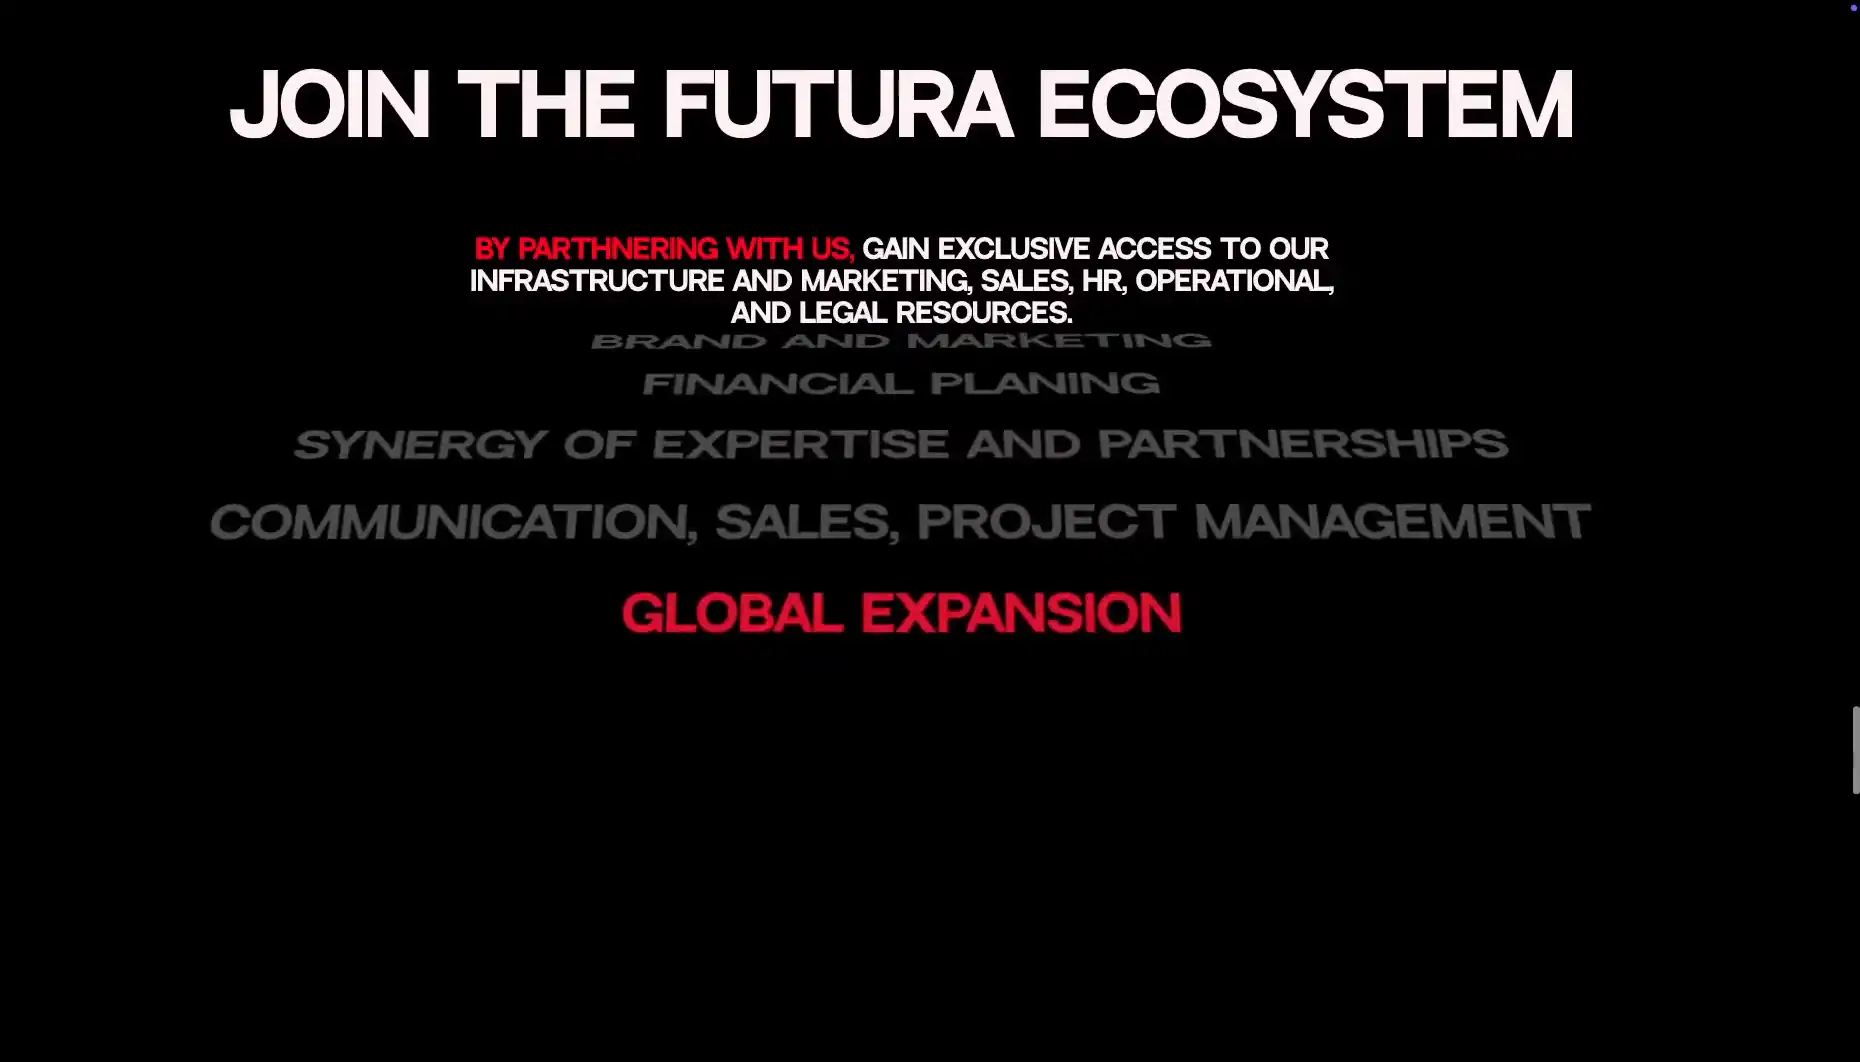 JOIN THE FUTURA ECOSYSTEM
BY PARTHNERING WITH US, GAIN EXCLUSIVE ACCESS TO OUR
INFRASTRUCTURE AND MARKETING, SALES, HR, OPERATIONAL,
AND LEGAL RESOURCES.
BRAND AND MARKETING
FINANCIAL PLANING
SYNERGY OF EXPERTISE AND PARTNERSHIPS
COMMUNICATION, SALES, PROJECT MANAGEMENT
GLOBAL EXPANSION